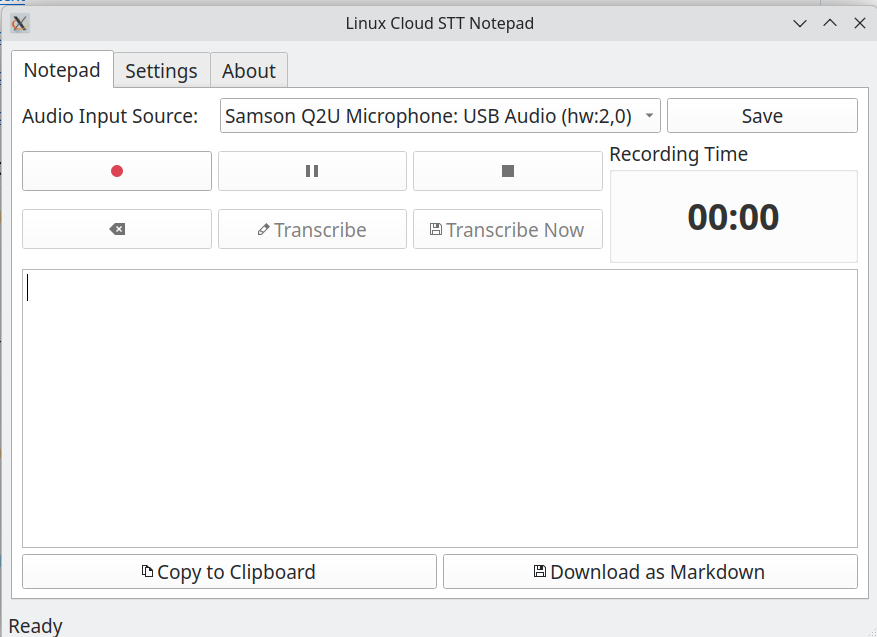 Linux Cloud STT Notepad
Notepad Settings About
Audio Input Source: Samson Q2U Microphone: USB Audio (hw:2,0) Save
Recording Time
00:00
Transcribe Transcribe Now
Copy to Clipboard Download as Markdown
Ready